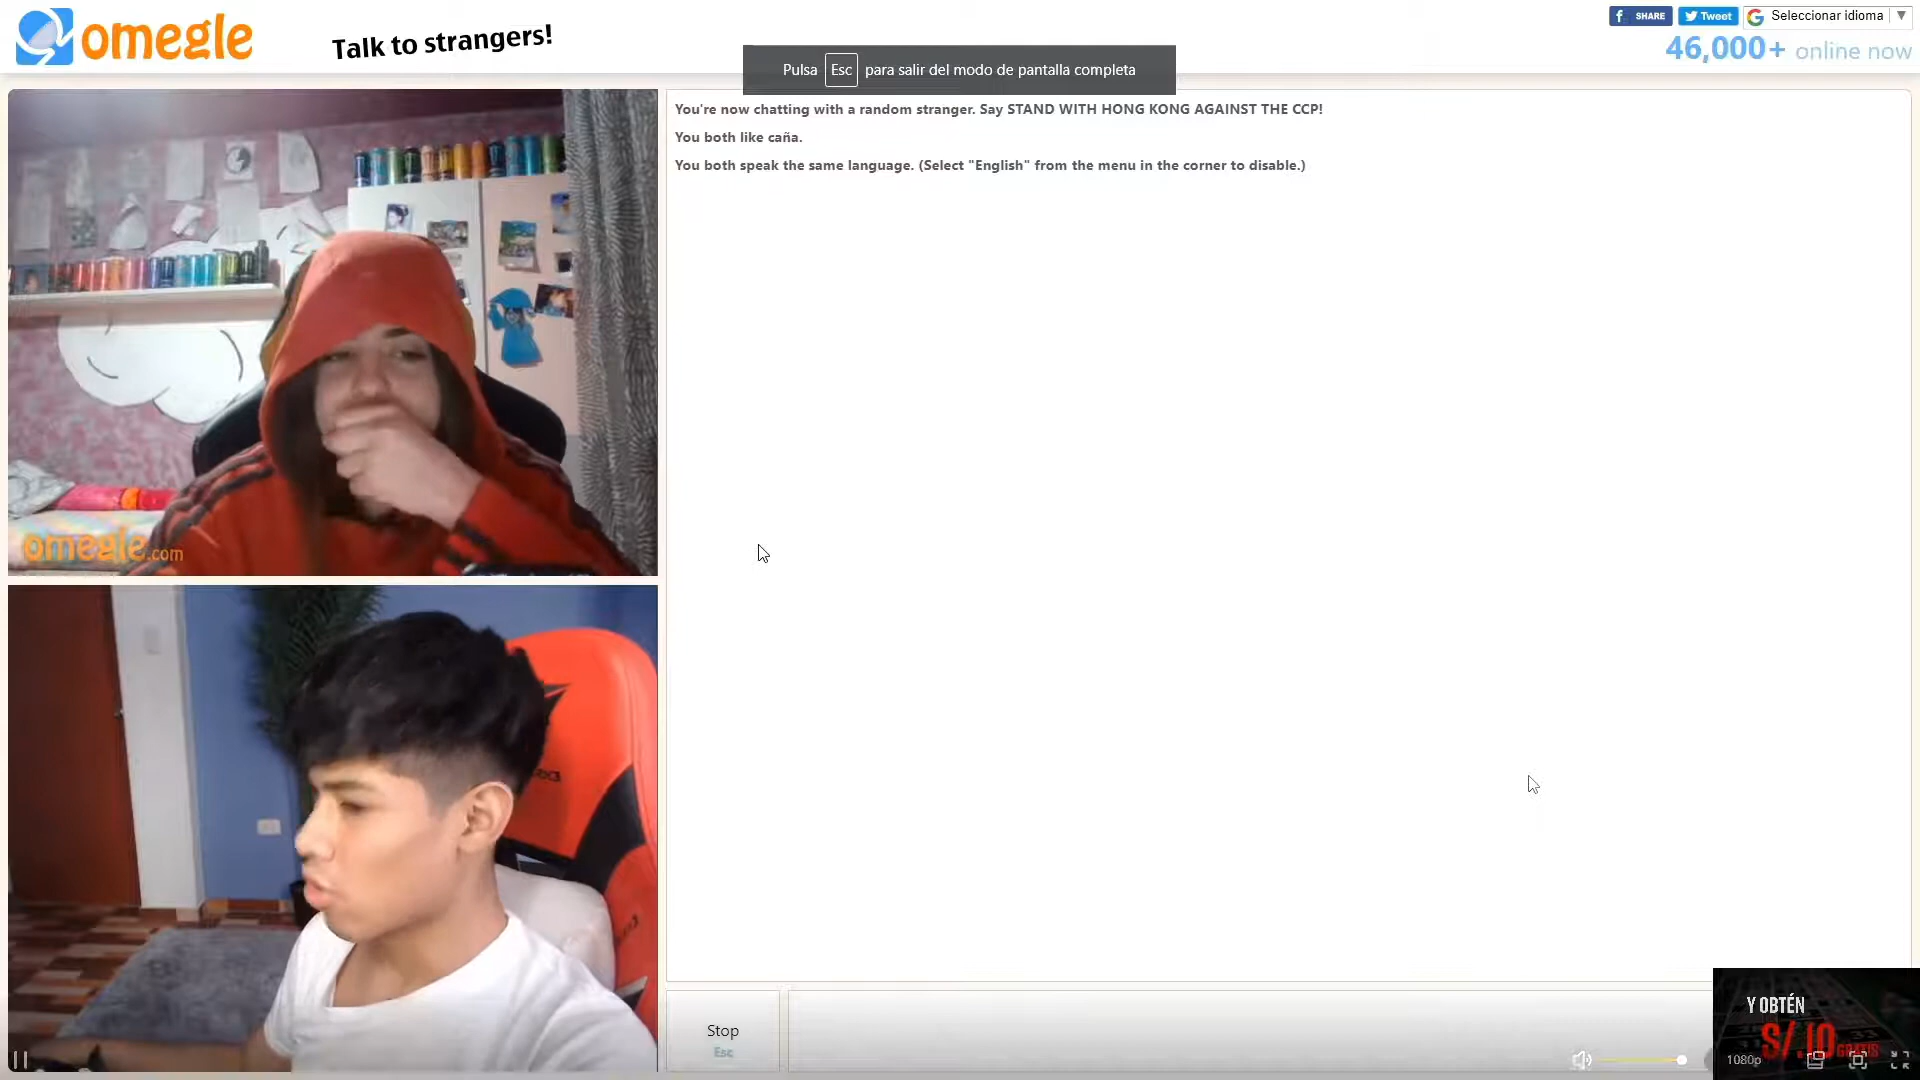 omegle
Talk to strangers!
SHARE
Tweet
Seleccionar idioma
46,000+ online now
Pulsa Esc para salir del modo de pantalla completa
You're now chatting with a random stranger. Say STAND WITH HONG KONG AGAINST THE CCP!
You both like caña.
You both speak the same language. (Select "English" from the menu in the corner to disable.)
omegle.com
Stop
Esc
Y OBTÉN
S/.10 GRATIS
1080p